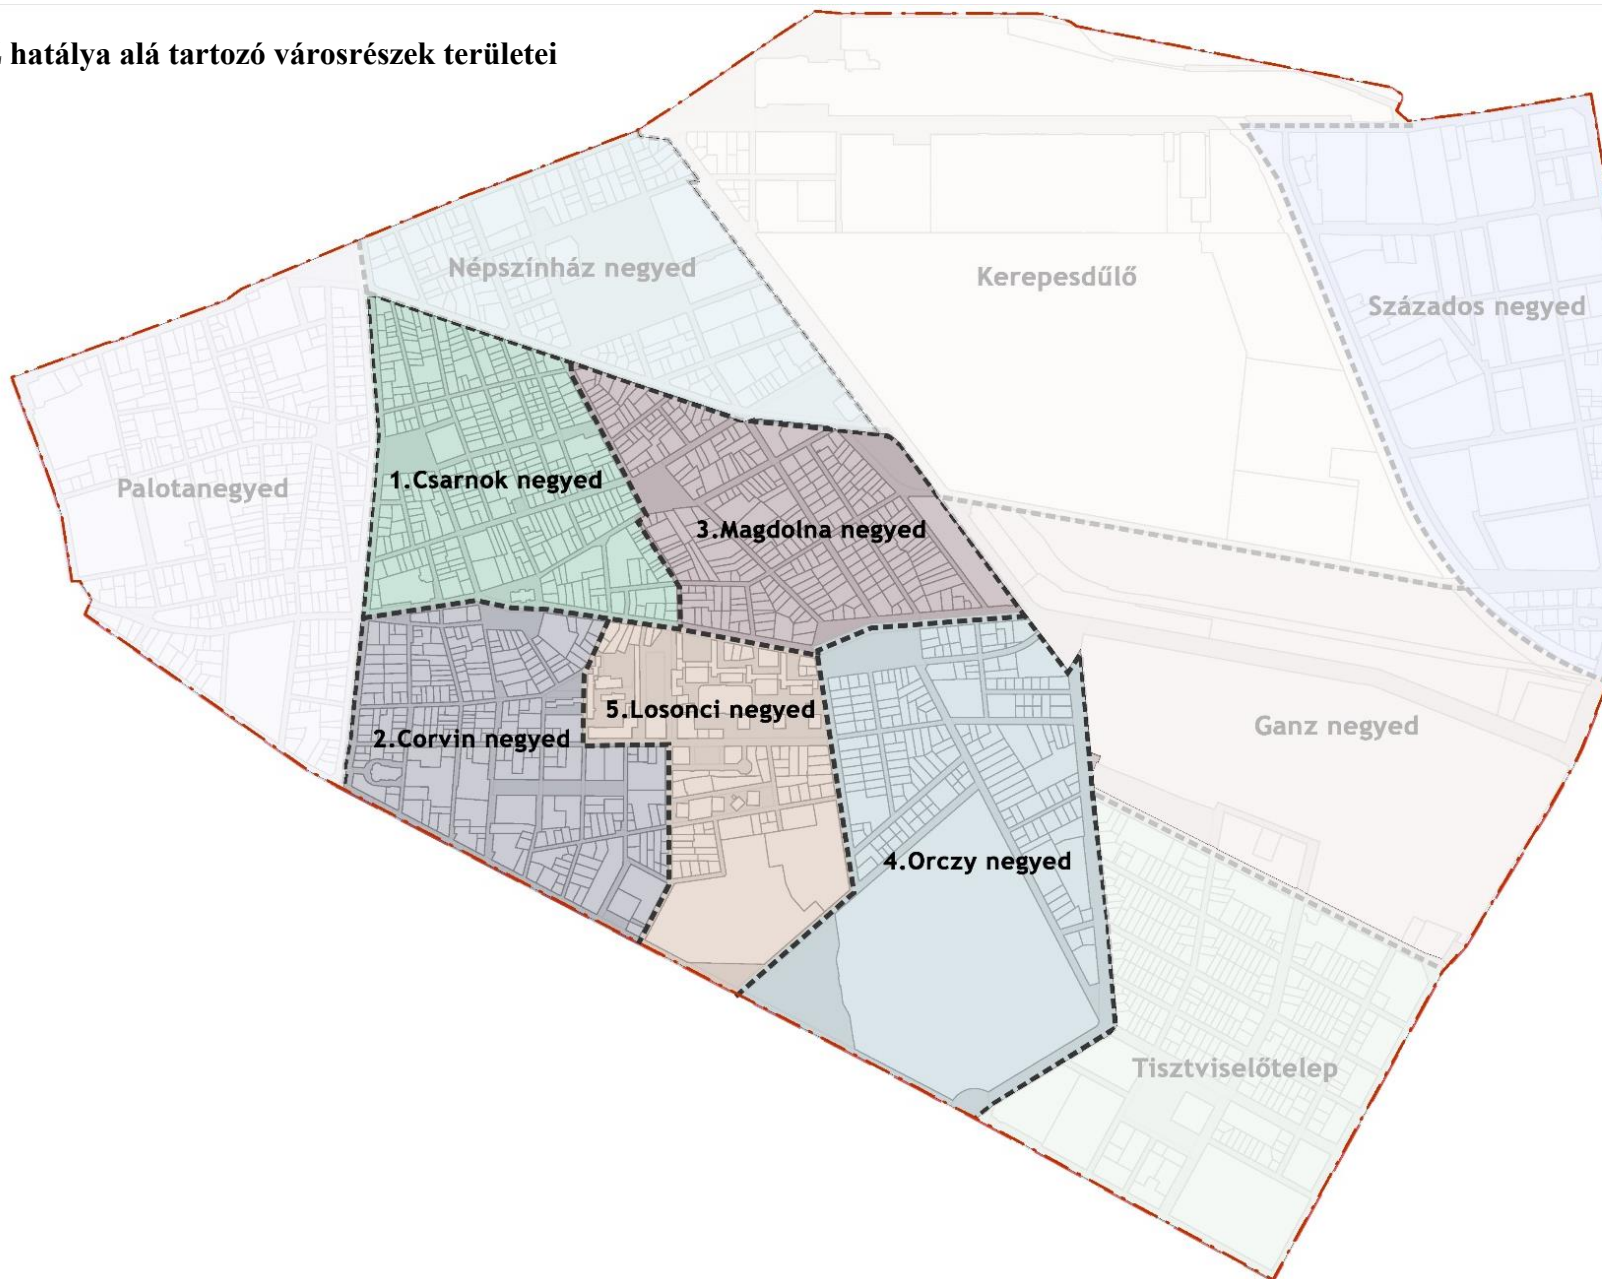 hatálya alá tartozó városrészek területei
Népszínház negyed
Kerepesdűlő
Százados negyed
Palotanegyed
1.Csarnok negyed
3.Magdolna negyed
5.Losonci negyed
2.Corvin negyed
Ganz negyed
4.Orczy negyed
Tisztviselőtelep